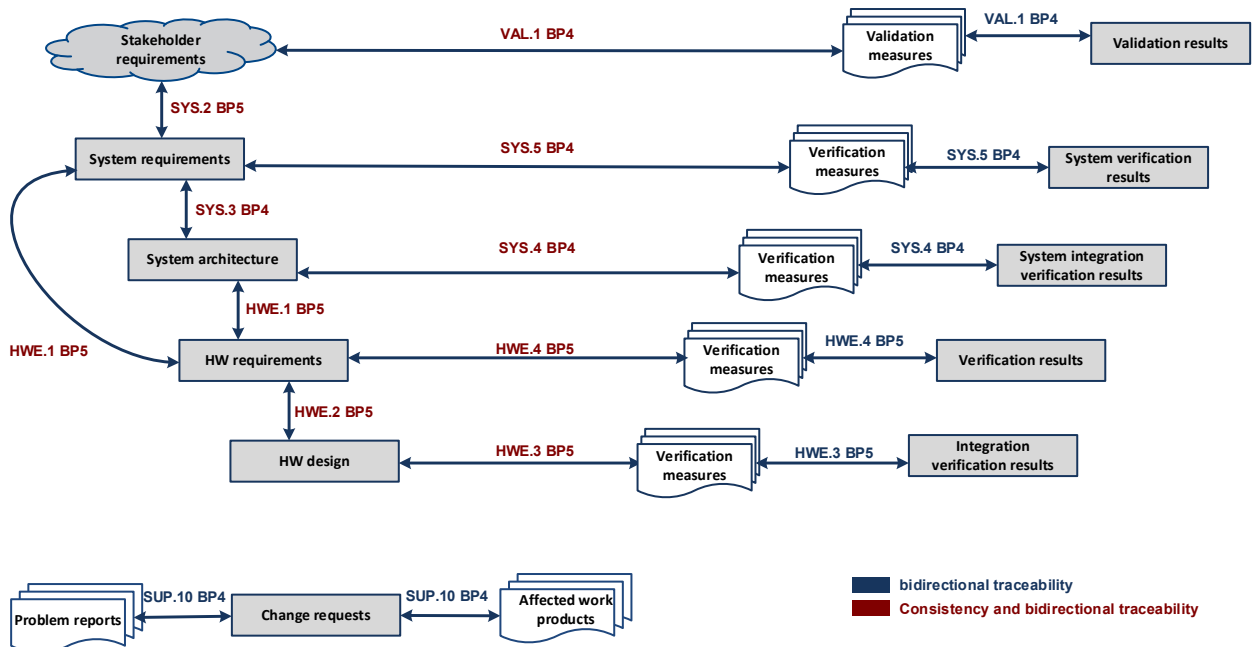 Stakeholder
requirements
VAL.1 BP4
Validation
measures
VAL.1 BP4
Validation results
SYS.2 BP5
System requirements
SYS.5 BP4
Verification
measures
SYS.5 BP4
System verification
results
SYS.3 BP4
System architecture
SYS.4 BP4
Verification
measures
SYS.4 BP4
System integration
verification results
HWE.1 BP5
HWE.1 BP5
HW requirements
HWE.4 BP5
Verification
measures
HWE.4 BP5
Verification results
HWE.2 BP5
HW design
HWE.3 BP5
Verification
measures
HWE.3 BP5
Integration
verification results
Problem reports
SUP.10 BP4
Change requests
SUP.10 BP4
Affected work
products
bidirectional traceability
Consistency and bidirectional traceability